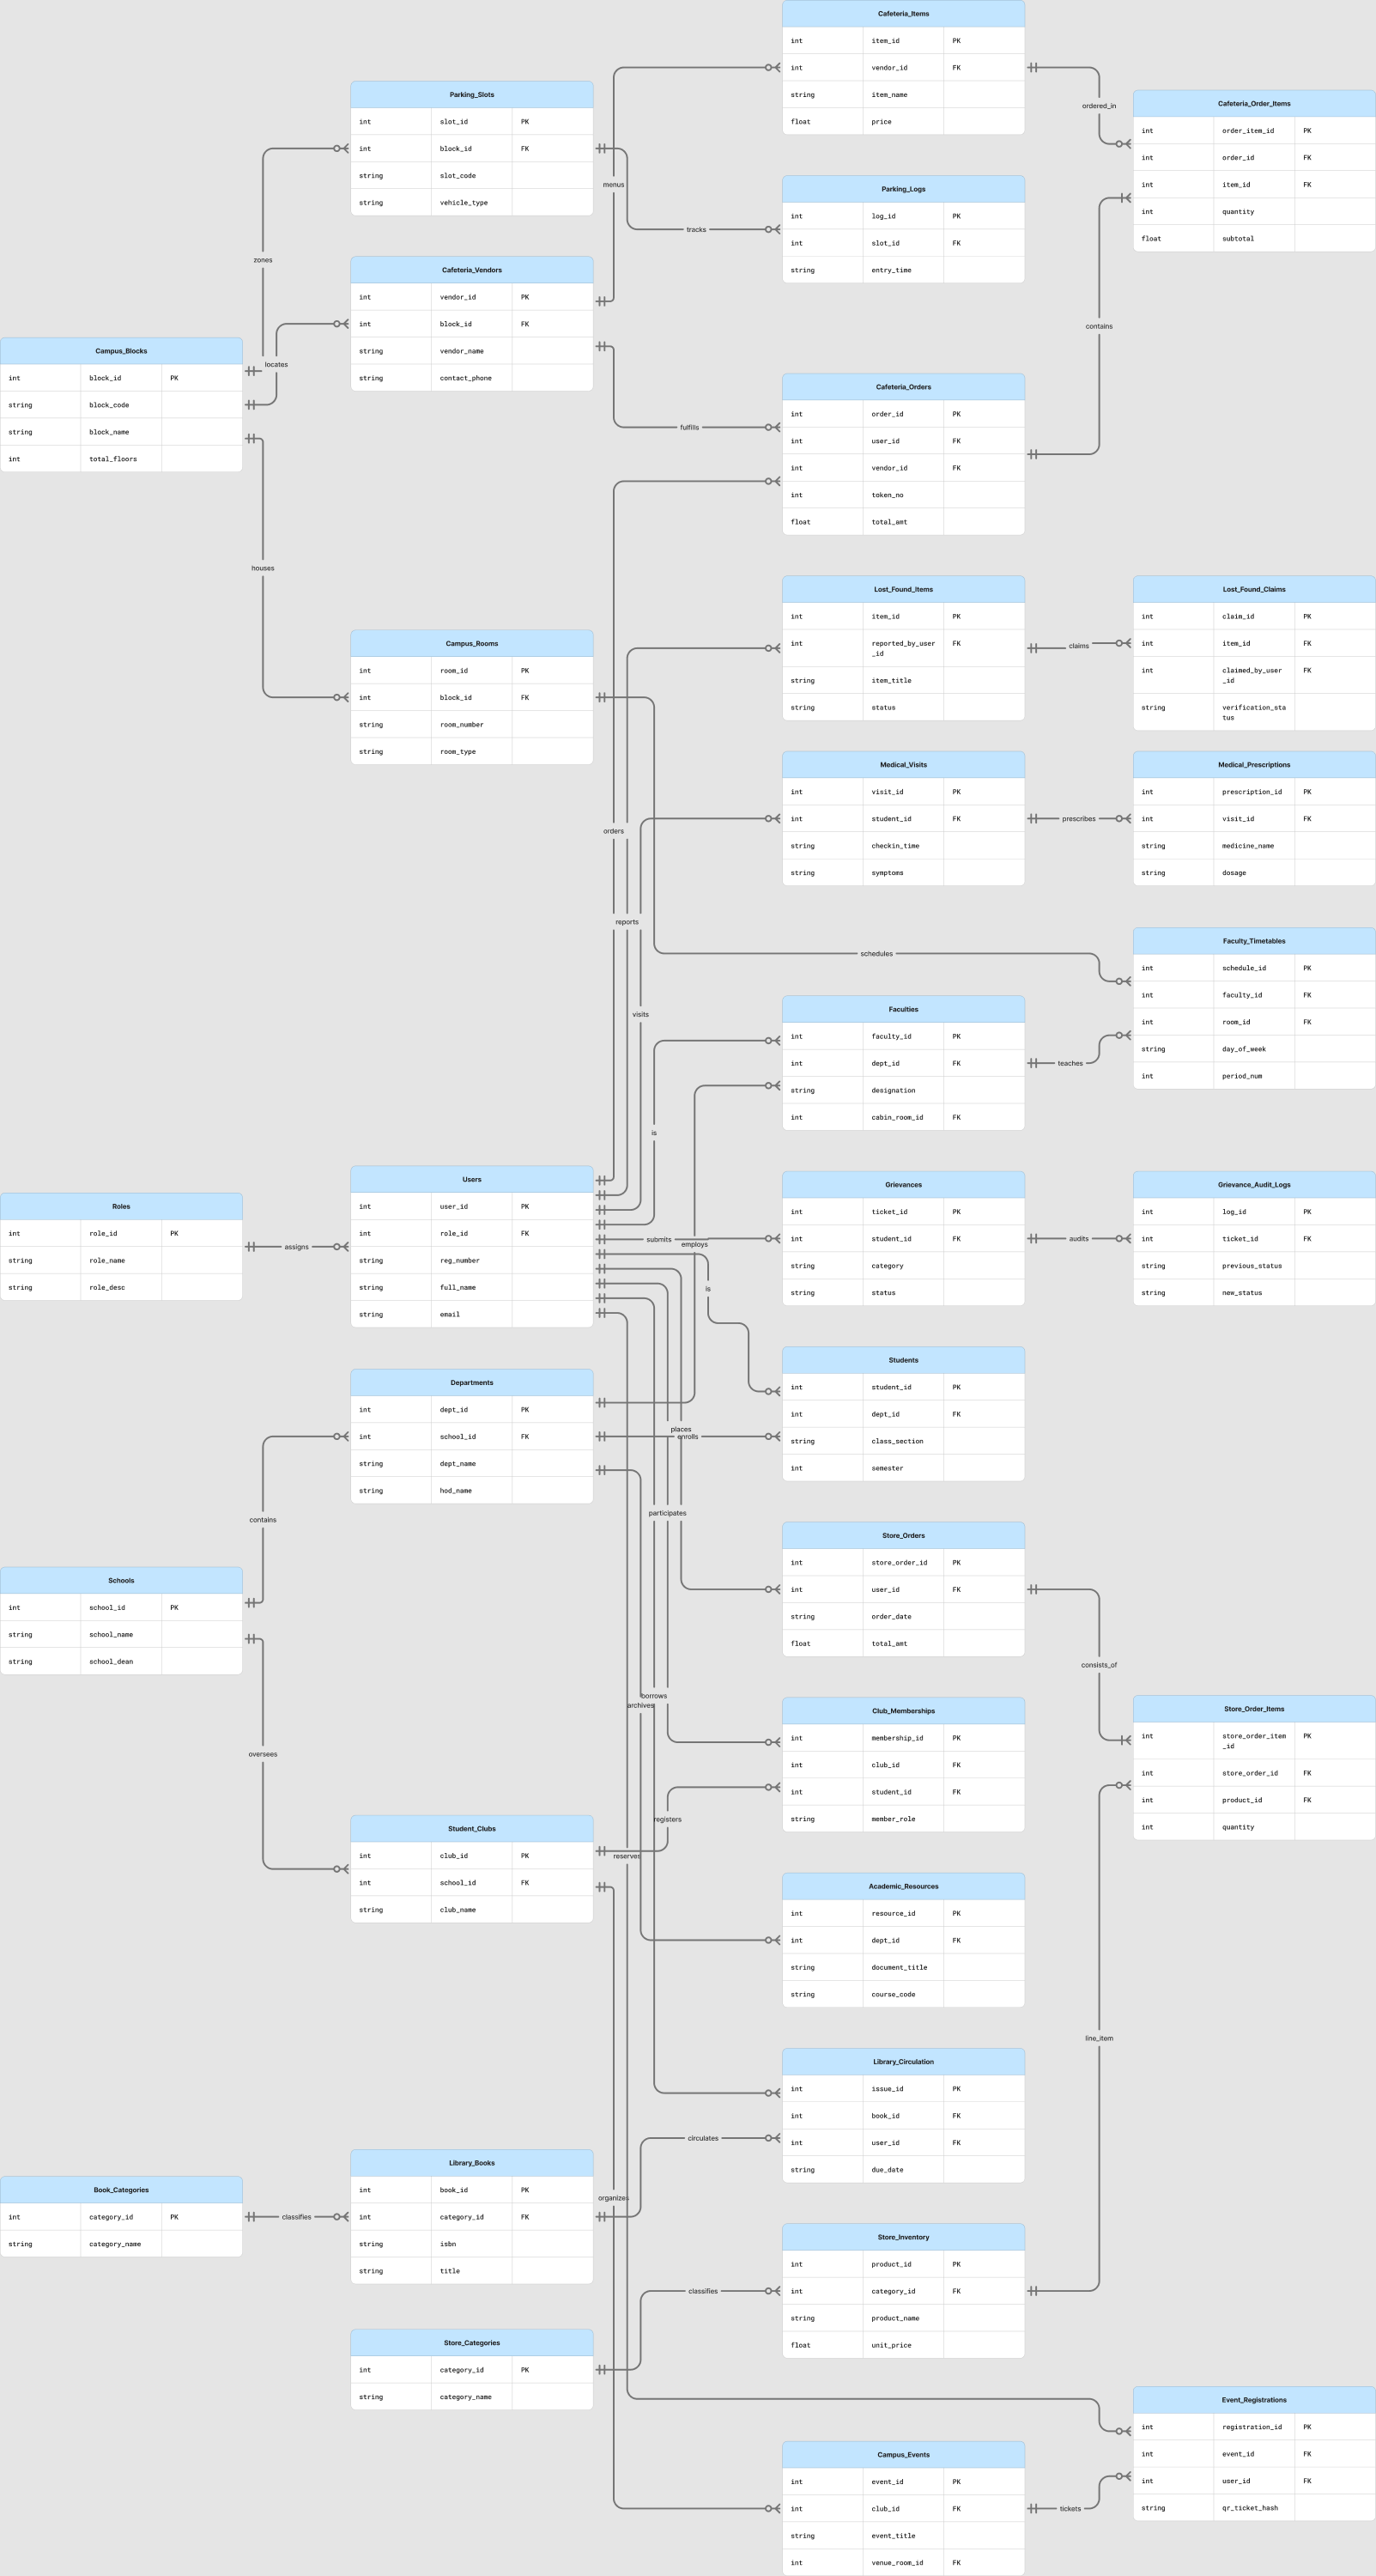 Cafeteria_Items
int item_id PK
int vendor_id FK
string item_name
float price
Parking_Slots
int slot_id PK
int block_id FK
string slot_code
string vehicle_type
ordered_in
Cafeteria_Order_Items
int order_item_id PK
int order_id FK
int item_id FK
int quantity
float subtotal
menus
Parking_Logs
int log_id PK
int slot_id FK
string entry_time
tracks
zones
Cafeteria_Vendors
int vendor_id PK
int block_id FK
string vendor_name
string contact_phone
contains
Campus_Blocks
int block_id PK
string block_code
string block_name
int total_floors
locates
Cafeteria_Orders
int order_id PK
int user_id FK
int vendor_id FK
int token_no
float total_amt
fulfills
houses
Lost_Found_Items
int item_id PK
int reported_by_user
_id FK
string item_title
string status
claims
Lost_Found_Claims
int claim_id PK
int item_id FK
int claimed_by_user
_id FK
string verification_sta
tus
Campus_Rooms
int room_id PK
int block_id FK
string room_number
string room_type
Medical_Visits
int visit_id PK
int student_id FK
string checkin_time
string symptoms
prescribes
Medical_Prescriptions
int prescription_id PK
int visit_id FK
string medicine_name
string dosage
orders
reports
schedules
Faculty_Timetables
int schedule_id PK
int faculty_id FK
int room_id FK
string day_of_week
int period_num
visits
Faculties
int faculty_id PK
int dept_id FK
string designation
int cabin_room_id FK
teaches
is
Roles
int role_id PK
string role_name
string role_desc
assigns
Users
int user_id PK
int role_id FK
string reg_number
string full_name
string email
submits
employs
is
Grievances
int ticket_id PK
int student_id FK
string category
string status
audits
Grievance_Audit_Logs
int log_id PK
int ticket_id FK
string previous_status
string new_status
Departments
int dept_id PK
int school_id FK
string dept_name
string hod_name
places
enrolls
Students
int student_id PK
int dept_id FK
string class_section
int semester
contains
participates
Store_Orders
int store_order_id PK
int user_id FK
string order_date
float total_amt
Schools
int school_id PK
string school_name
string school_dean
consists_of
borrows
archives
Club_Memberships
int membership_id PK
int club_id FK
int student_id FK
string member_role
Store_Order_Items
int store_order_item
_id PK
int store_order_id FK
int product_id FK
int quantity
oversees
registers
Student_Clubs
int club_id PK
int school_id FK
string club_name
reserves
Academic_Resources
int resource_id PK
int dept_id FK
string document_title
string course_code
line_item
Library_Circulation
int issue_id PK
int book_id FK
int user_id FK
string due_date
circulates
Book_Categories
int category_id PK
string category_name
classifies
Library_Books
int book_id PK
int category_id FK
string isbn
string title
organizes
Store_Inventory
int product_id PK
int category_id FK
string product_name
float unit_price
classifies
Store_Categories
int category_id PK
string category_name
Event_Registrations
int registration_id PK
int event_id FK
int user_id FK
string qr_ticket_hash
Campus_Events
int event_id PK
int club_id FK
string event_title
int venue_room_id FK
tickets